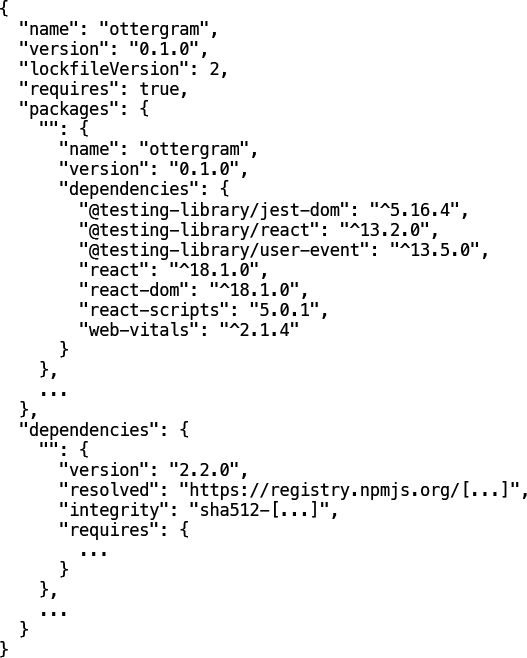 {
  "name": "ottergram",
  "version": "0.1.0",
  "lockfileVersion": 2,
  "requires": true,
  "packages": {
    "": {
      "name": "ottergram",
      "version": "0.1.0",
      "dependencies": {
        "@testing-library/jest-dom": "^5.16.4",
        "@testing-library/react": "^13.2.0",
        "@testing-library/user-event": "^13.5.0",
        "react": "^18.1.0",
        "react-dom": "^18.1.0",
        "react-scripts": "5.0.1",
        "web-vitals": "^2.1.4"
      }
    },
    ...
  },
  "dependencies": {
    "": {
      "version": "2.2.0",
      "resolved": "https://registry.npmjs.org/[...]",
      "integrity": "sha512-[...]",
      "requires": {
        ...
      }
    },
    ...
  }
}